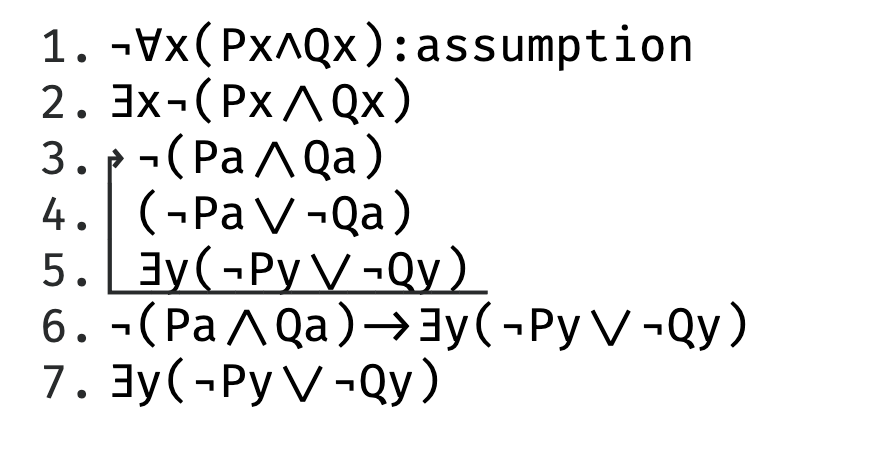 1. ¬∀x(Px∧Qx):assumption
2. ∃x¬(Px∧Qx)
3. ¬(Pa∧Qa)
4. (¬Pa∨¬Qa)
5. ∃y(¬Py∨¬Qy)
6. ¬(Pa∧Qa)→∃y(¬Py∨¬Qy)
7. ∃y(¬Py∨¬Qy)